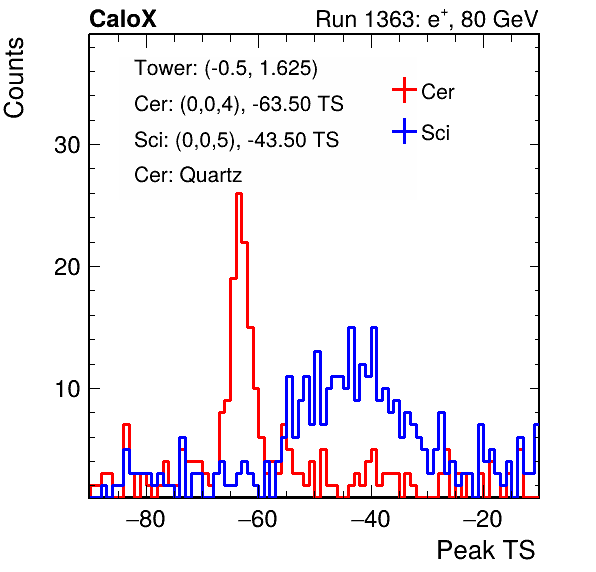 CaloX Run 1363: e⁺, 80 GeV
Counts
Tower: (-0.5, 1.625)
Cer: (0,0,4), -63.50 TS
Sci: (0,0,5), -43.50 TS
Cer: Quartz
Cer
Sci
30
20
10
−80 −60 −40 −20
Peak TS